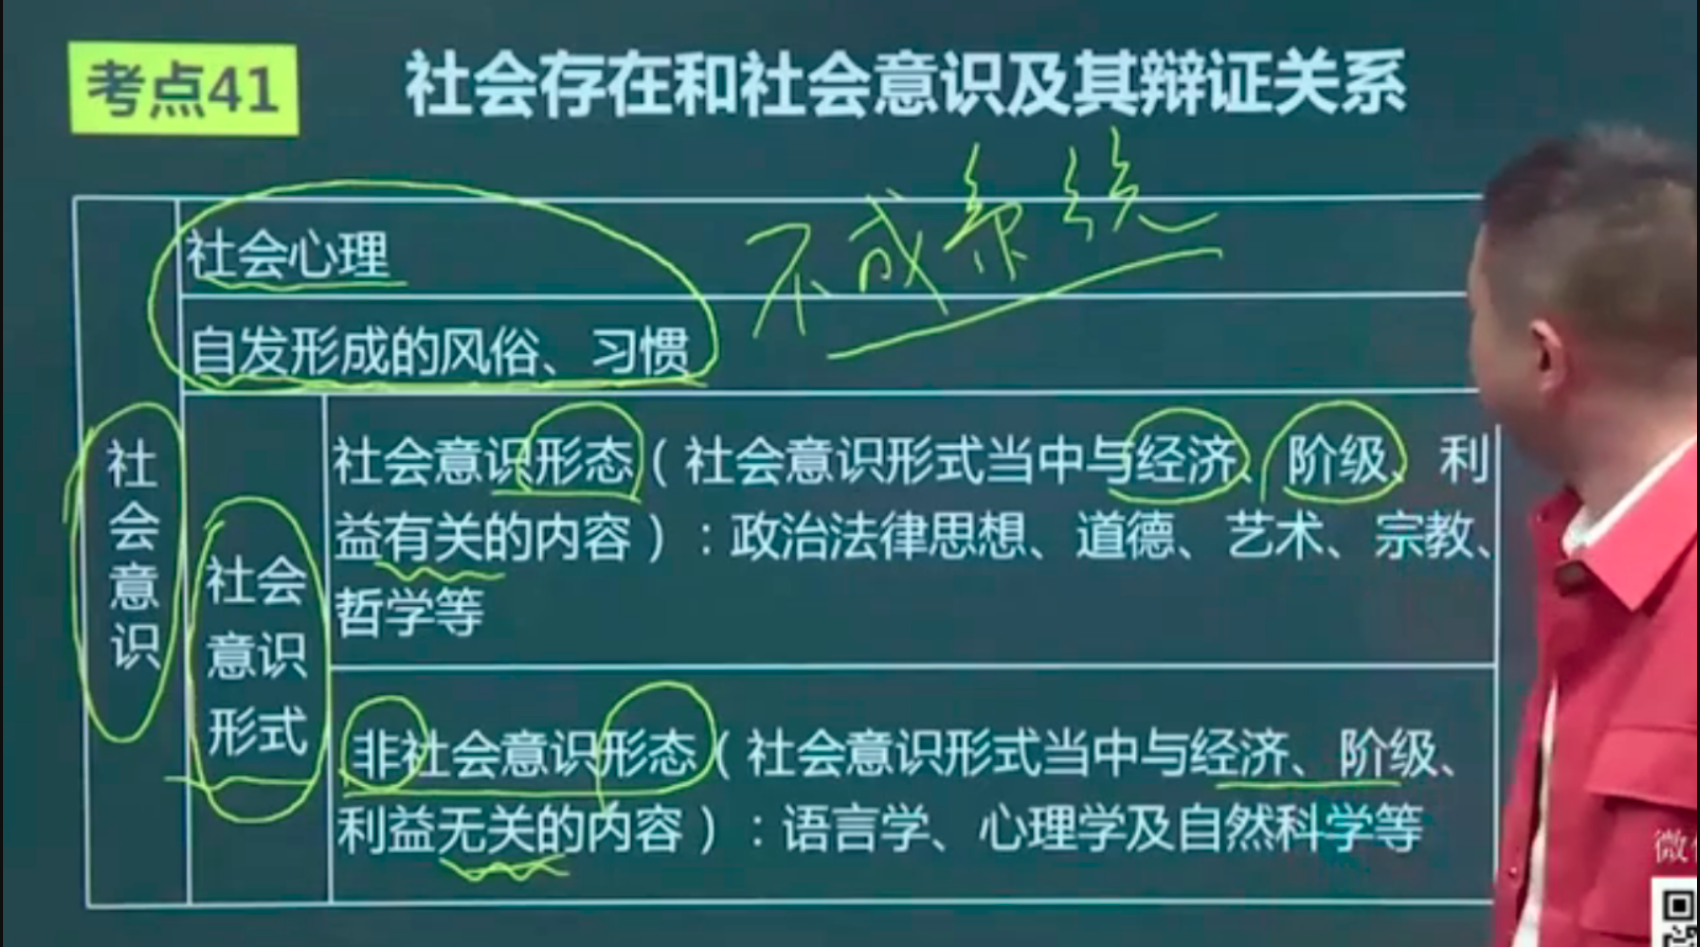 考点41
社会存在和社会意识及其辩证关系
不成系统
社会心理
自发形成的风俗、习惯
社
会
意
识
社会
意识
形式
社会意识形态（社会意识形式当中与经济、阶级、利
益有关的内容）：政治法律思想、道德、艺术、宗教、
哲学等
非社会意识形态（社会意识形式当中与经济、阶级、
利益无关的内容）：语言学、心理学及自然科学等
微